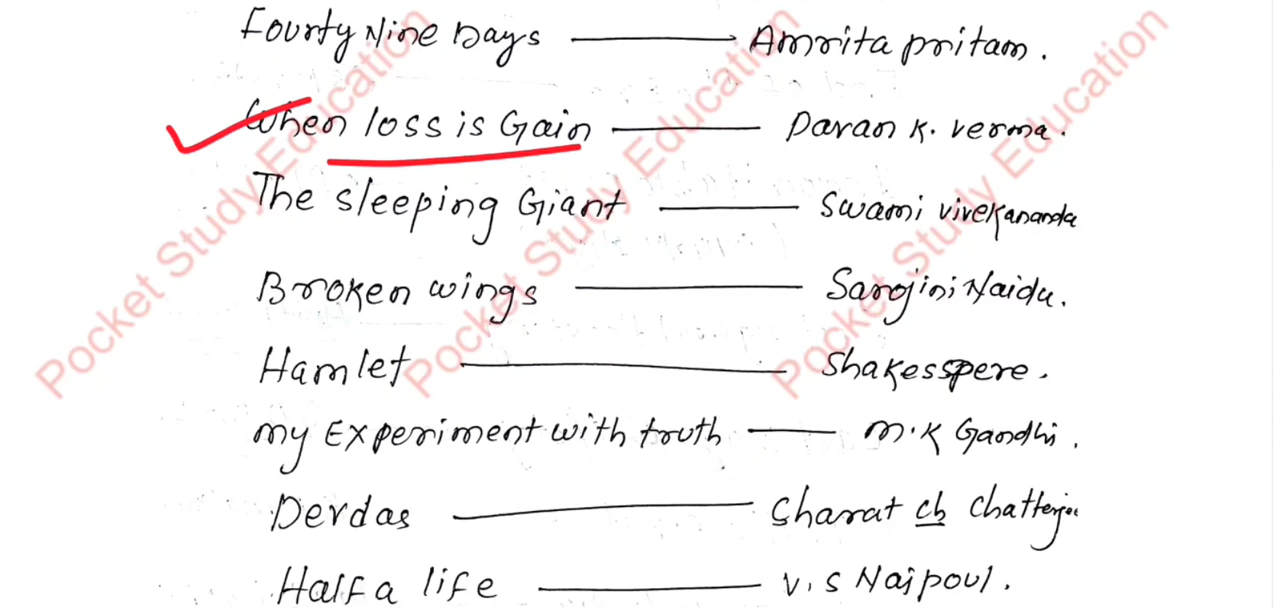 Fourty Nine Days ——— Amrita pritam.
When loss is Gain ——— Pavan k. verma.
The sleeping Giant ——— Swami vivekananda
Broken wings ——— Sarojini Naidu.
Hamlet ——— Shakesspere.
my Experiment with truth —— M.K Gandhi.
Devdas ——— Sharat ch Chatterjee
Half a life ——— V.S Naipoul.
Pocket Study Education
Pocket Study Education
Pocket Study Education